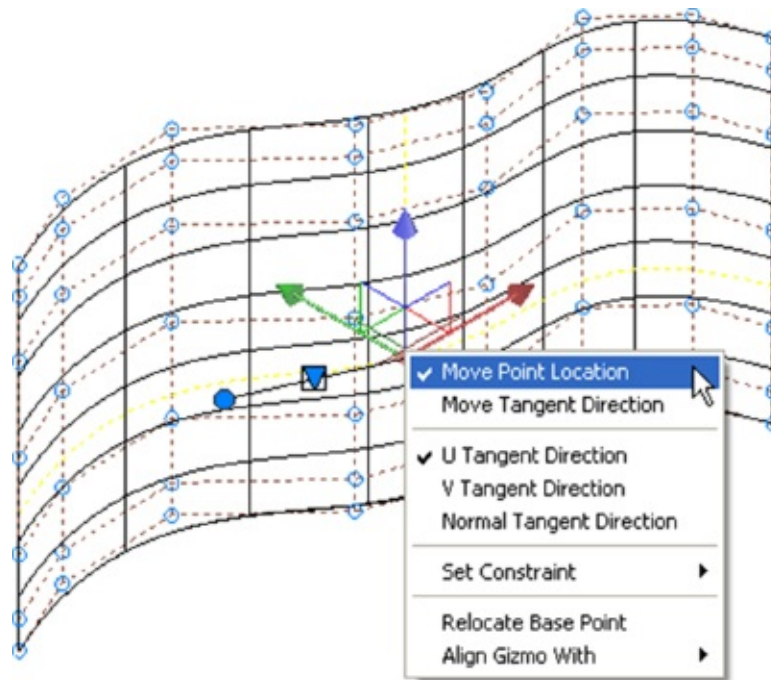 Move Point Location
Move Tangent Direction
U Tangent Direction
V Tangent Direction
Normal Tangent Direction
Set Constraint
Relocate Base Point
Align Gizmo With